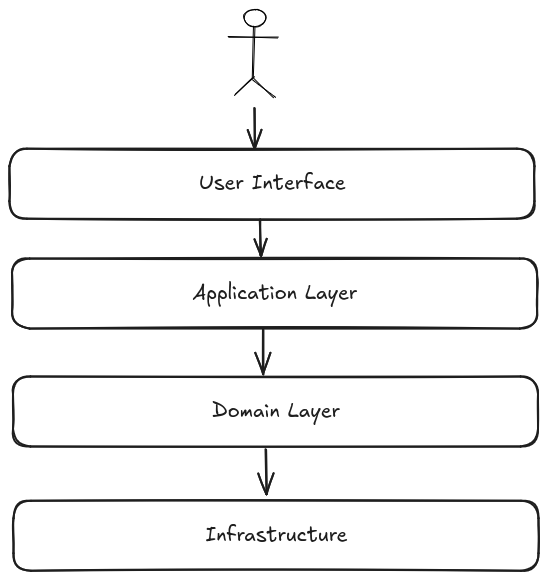 User Interface
Application Layer
Domain Layer
Infrastructure